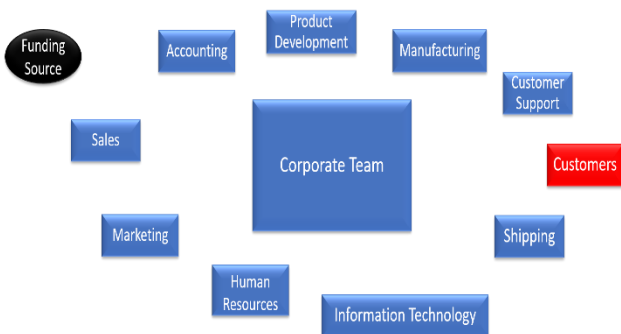 Funding
Source
Accounting
Product
Development
Manufacturing
Customer
Support
Sales
Corporate Team
Customers
Marketing
Shipping
Human
Resources
Information Technology